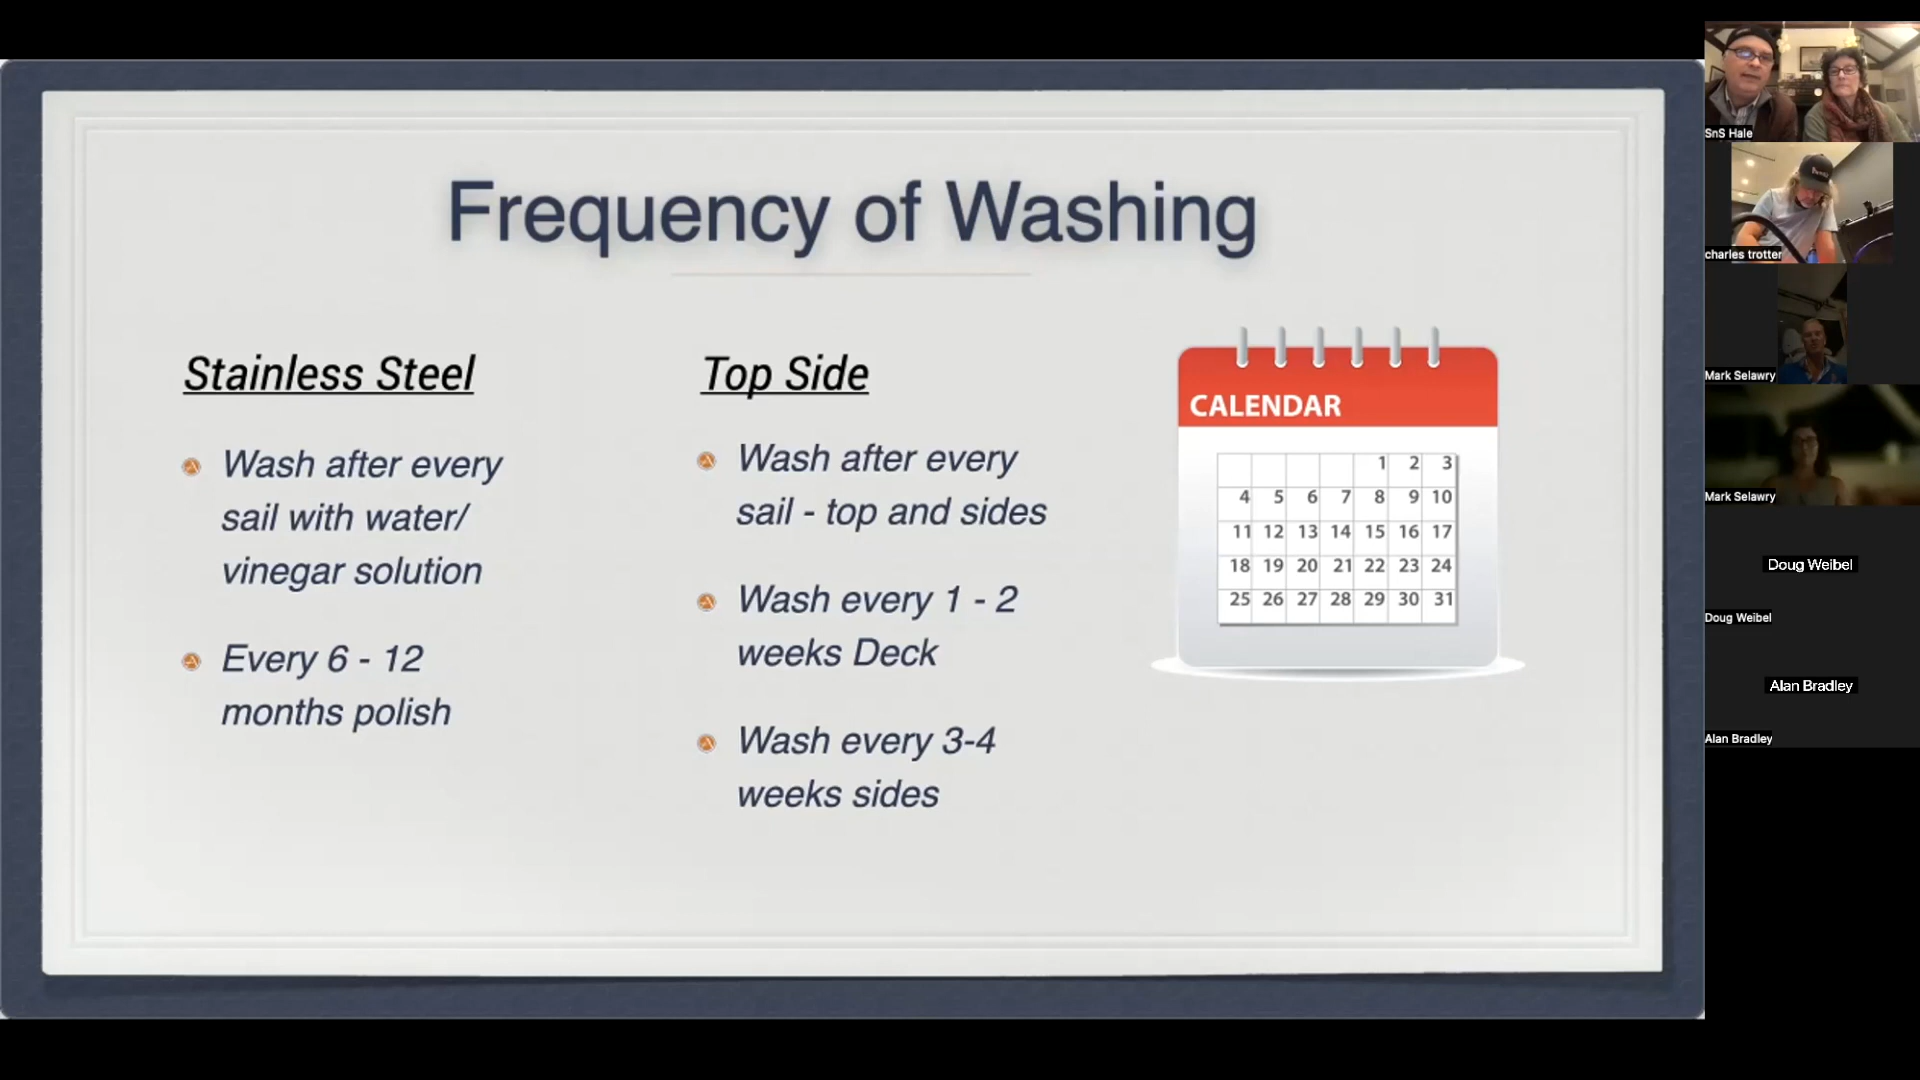 Frequency of Washing
Stainless Steel
Wash after every
sail with water/
vinegar solution
Every 6 - 12
months polish
Top Side
Wash after every
sail - top and sides
Wash every 1 - 2
weeks Deck
Wash every 3-4
weeks sides
CALENDAR
1 2 3
4 5 6 7 8 9 10
11 12 13 14 15 16 17
18 19 20 21 22 23 24
25 26 27 28 29 30 31
SnS Hale
charles trotter
Mark Selawry
Mark Selawry
Doug Weibel
Doug Weibel
Alan Bradley
Alan Bradley